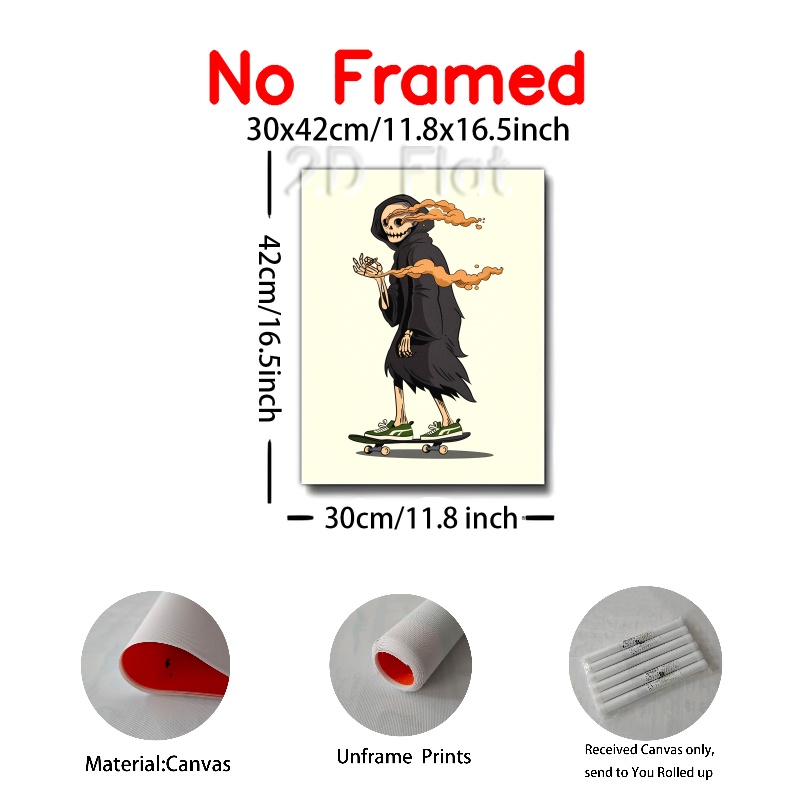 No Framed
30x42cm/11.8x16.5inch
2D Flat
42cm/16.5inch
30cm/11.8 inch
Material:Canvas
Unframe Prints
Received Canvas only,
send to You Rolled up